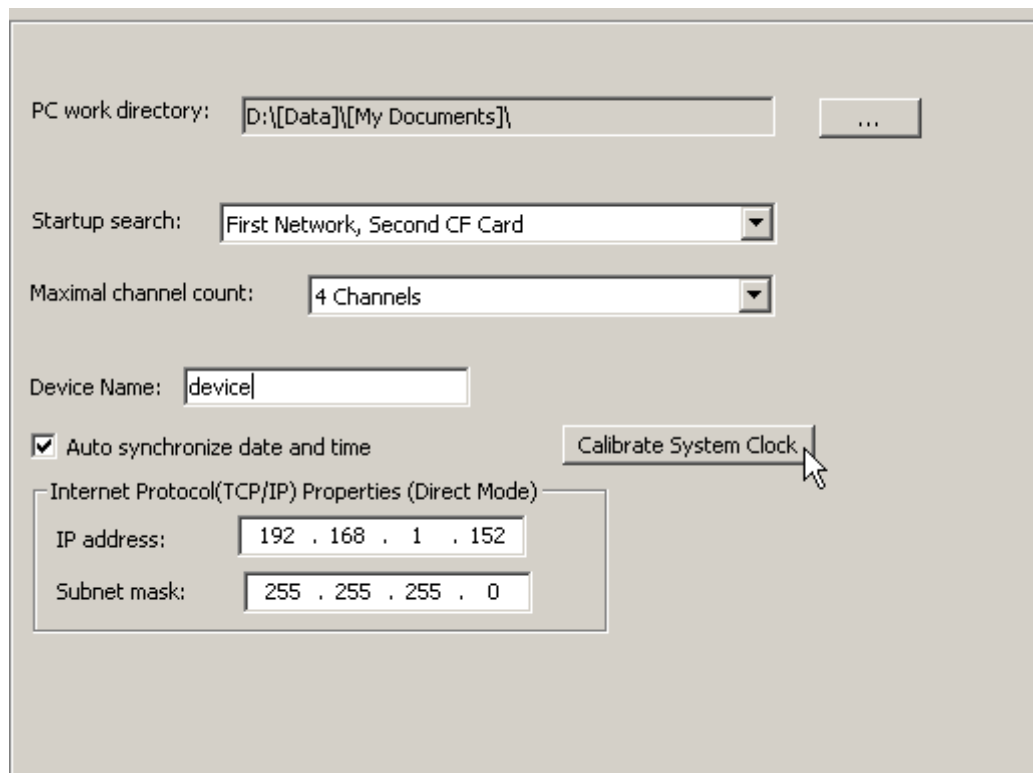 PC work directory: D:\[Data]\[My Documents]\ ...
Startup search: First Network, Second CF Card
Maximal channel count: 4 Channels
Device Name: device
Auto synchronize date and time Calibrate System Clock
Internet Protocol(TCP/IP) Properties (Direct Mode)
IP address: 192 . 168 . 1 . 152
Subnet mask: 255 . 255 . 255 . 0